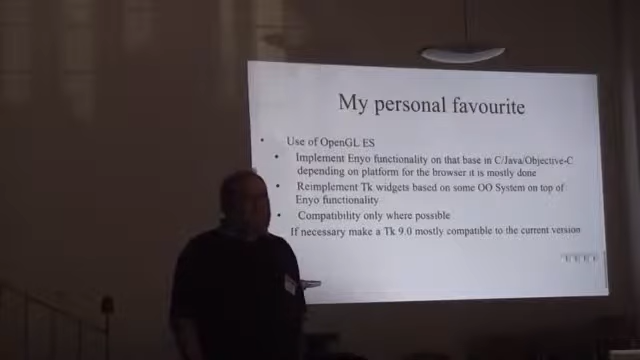 My personal favourite
Use of OpenGL ES
Implement Enyo functionality on that base in C/Java/Objective-C
depending on platform for the browser it is mostly done
Reimplement Tk widgets based on some OO System on top of
Enyo functionality
Compatibility only where possible
If necessary make a Tk 9.0 mostly compatible to the current version